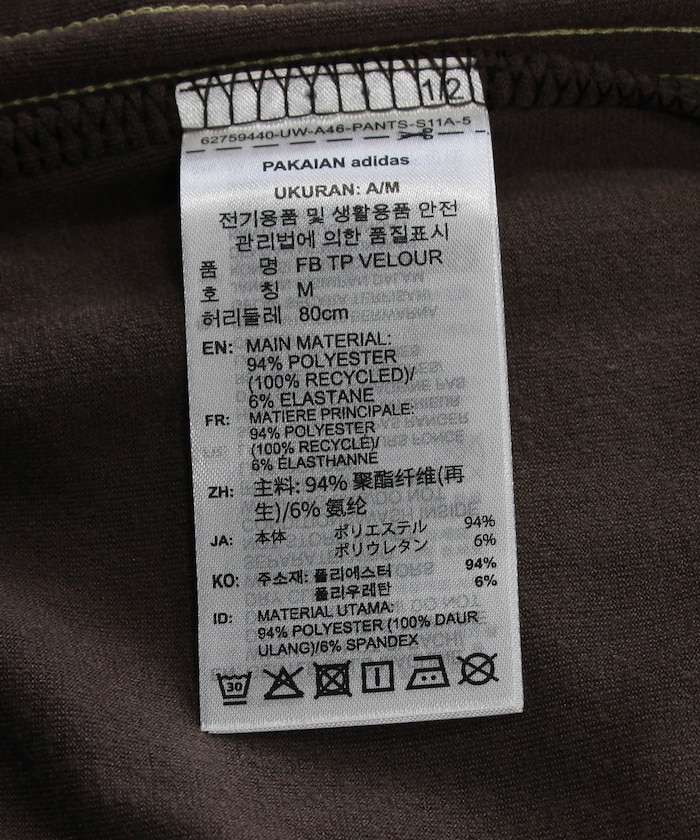 1/2
62759440-UW-A46-PANTS-S11A-5
PAKAIAN adidas
UKURAN: A/M
전기용품 및 생활용품 안전
관리법에 의한 품질표시
품 명 FB TP VELOUR
호 칭 M
허리둘레 80cm
EN: MAIN MATERIAL:
94% POLYESTER
(100% RECYCLED)/
6% ELASTANE
FR: MATIERE PRINCIPALE:
94% POLYESTER
(100% RECYCLÉ)/
6% ÉLASTHANNE
ZH: 主料: 94% 聚酯纤维(再
生)/6% 氨纶
JA: 本体 ポリエステル 94%
ポリウレタン 6%
KO: 주소재: 폴리에스터 94%
폴리우레탄 6%
ID: MATERIAL UTAMA:
94% POLYESTER (100% DAUR
ULANG)/6% SPANDEX
30